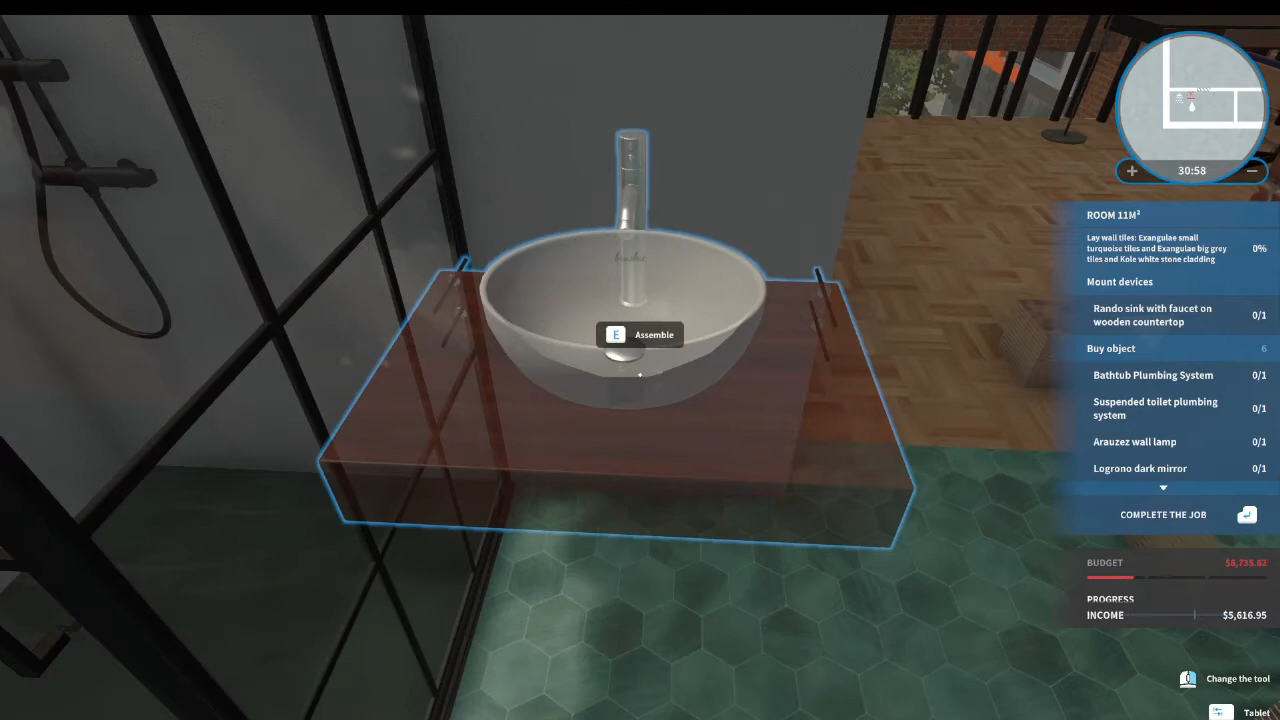 30:58
ROOM 11M²
Lay wall tiles: Exangulae small
turquoise tiles and Exangulae big grey
tiles and Kole white stone cladding
0%
Mount devices
Rando sink with faucet on
wooden countertop
0/1
Buy object
6
Bathtub Plumbing System
0/1
Suspended toilet plumbing
system
0/1
Arauzez wall lamp
0/1
Logrono dark mirror
0/1
COMPLETE THE JOB
BUDGET
$6,735.62
PROGRESS
INCOME
$5,616.95
E
Assemble
Change the tool
Tablet